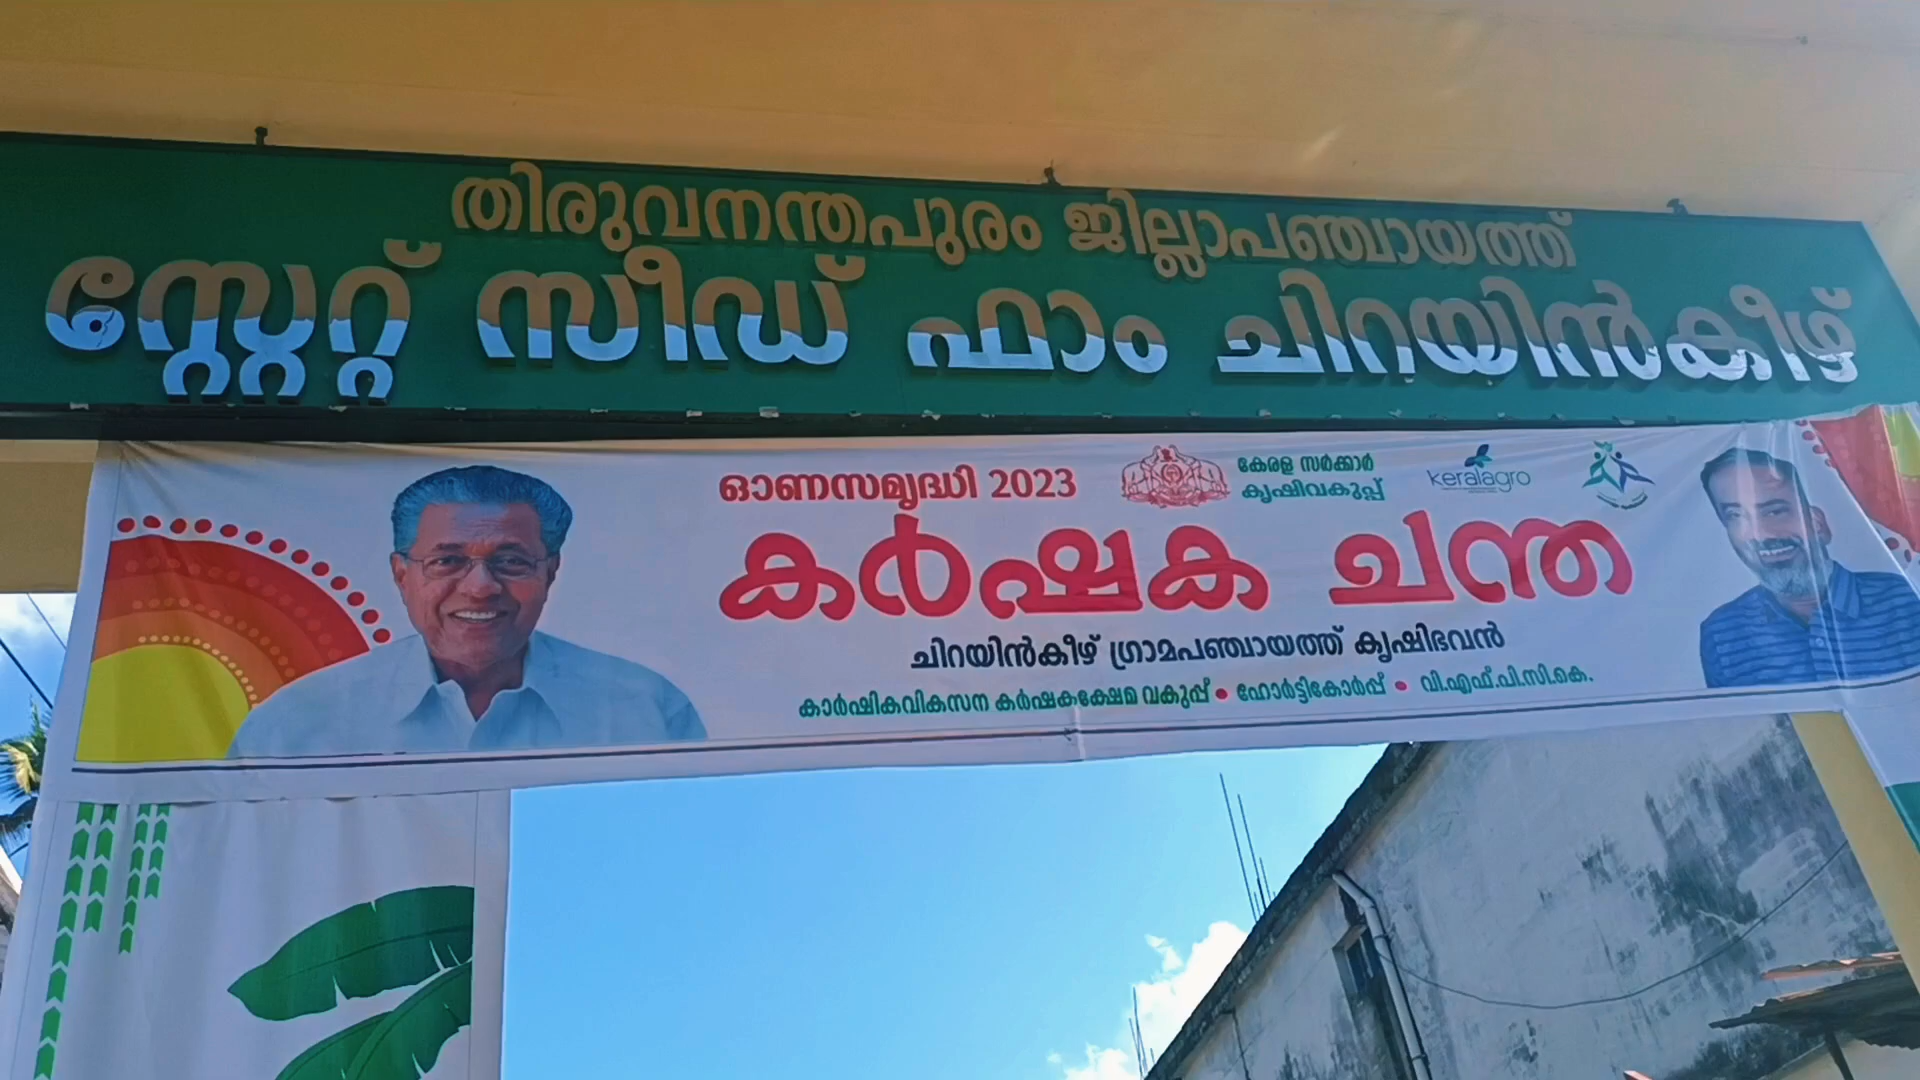 തിരുവനന്തപുരം ജില്ലാപഞ്ചായത്ത്
സ്റ്റേറ്റ് സീഡ് ഫാം ചിറയിൻകീഴ്
ഓണസമൃദ്ധി 2023
കേരള സർക്കാർ
കൃഷിവകുപ്പ്
keralagro
കർഷക ചന്ത
ചിറയിൻകീഴ് ഗ്രാമപഞ്ചായത്ത് കൃഷിഭവൻ
കാർഷികവികസന കർഷകക്ഷേമ വകുപ്പ് • ഹോർട്ടികോർപ്പ് • വി.എഫ്.പി.സി.കെ.